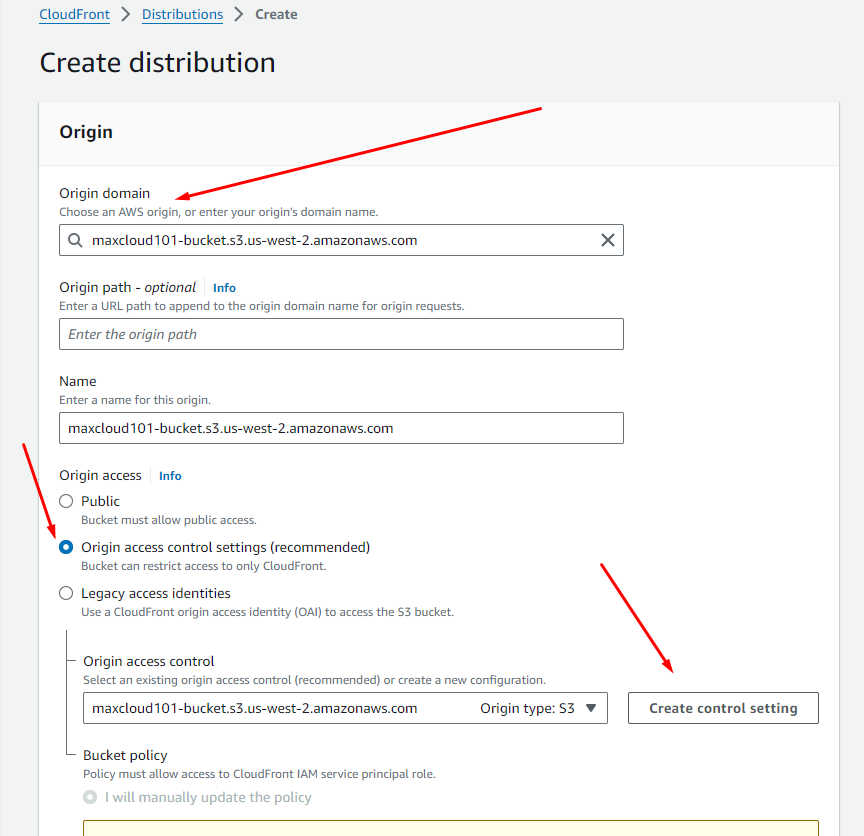 CloudFront > Distributions > Create
Create distribution
Origin
Origin domain
Choose an AWS origin, or enter your origin's domain name.
maxcloud101-bucket.s3.us-west-2.amazonaws.com
Origin path - optional Info
Enter a URL path to append to the origin domain name for origin requests.
Enter the origin path
Name
Enter a name for this origin.
maxcloud101-bucket.s3.us-west-2.amazonaws.com
Origin access Info
Public
Bucket must allow public access.
Origin access control settings (recommended)
Bucket can restrict access to only CloudFront.
Legacy access identities
Use a CloudFront origin access identity (OAI) to access the S3 bucket.
Origin access control
Select an existing origin access control (recommended) or create a new configuration.
maxcloud101-bucket.s3.us-west-2.amazonaws.com Origin type: S3 Create control setting
Bucket policy
Policy must allow access to CloudFront IAM service principal role.
I will manually update the policy